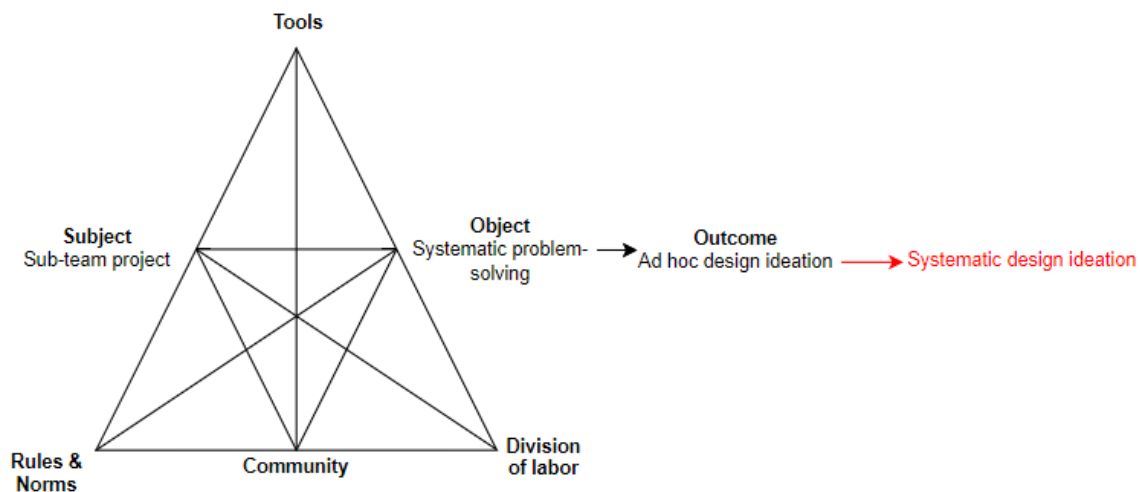 Tools
Subject
Sub-team project
Object
Systematic problem-
solving
Outcome
Ad hoc design ideation
Systematic design ideation
Rules &
Norms
Community
Division
of labor